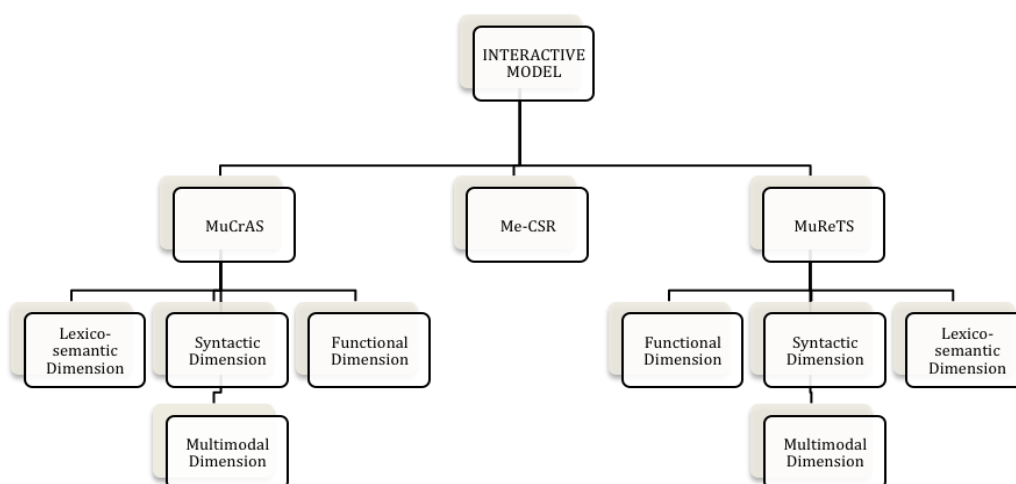 INTERACTIVE
MODEL
MuCrAS
Me-CSR
MuReTS
Lexico-
semantic
Dimension
Syntactic
Dimension
Functional
Dimension
Functional
Dimension
Syntactic
Dimension
Lexico-
semantic
Dimension
Multimodal
Dimension
Multimodal
Dimension